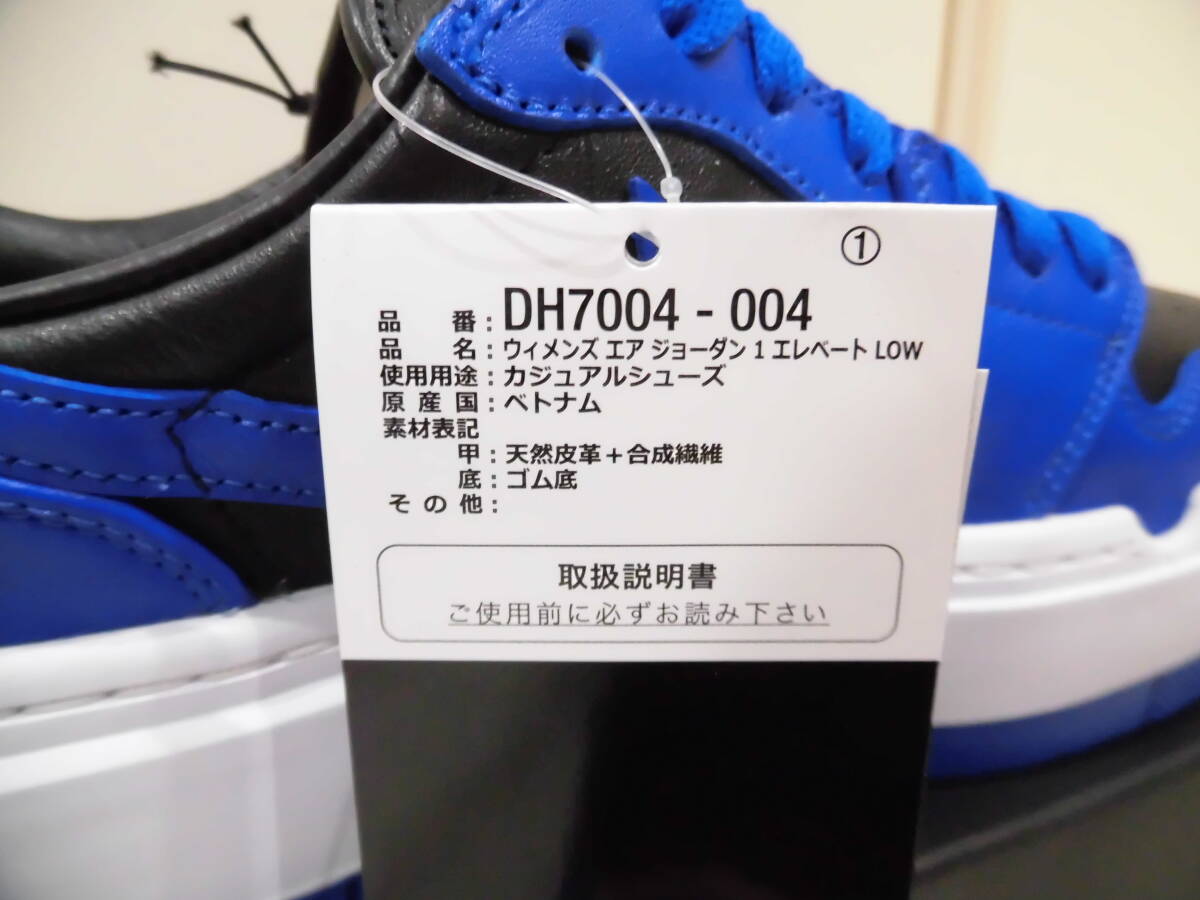 ①
品番:DH7004 - 004
品名:ウィメンズ エア ジョーダン 1 エレベート LOW
使用用途:カジュアルシューズ
原産国:ベトナム
素材表記
甲:天然皮革+合成繊維
底:ゴム底
その他:
取扱説明書
ご使用前に必ずお読み下さい